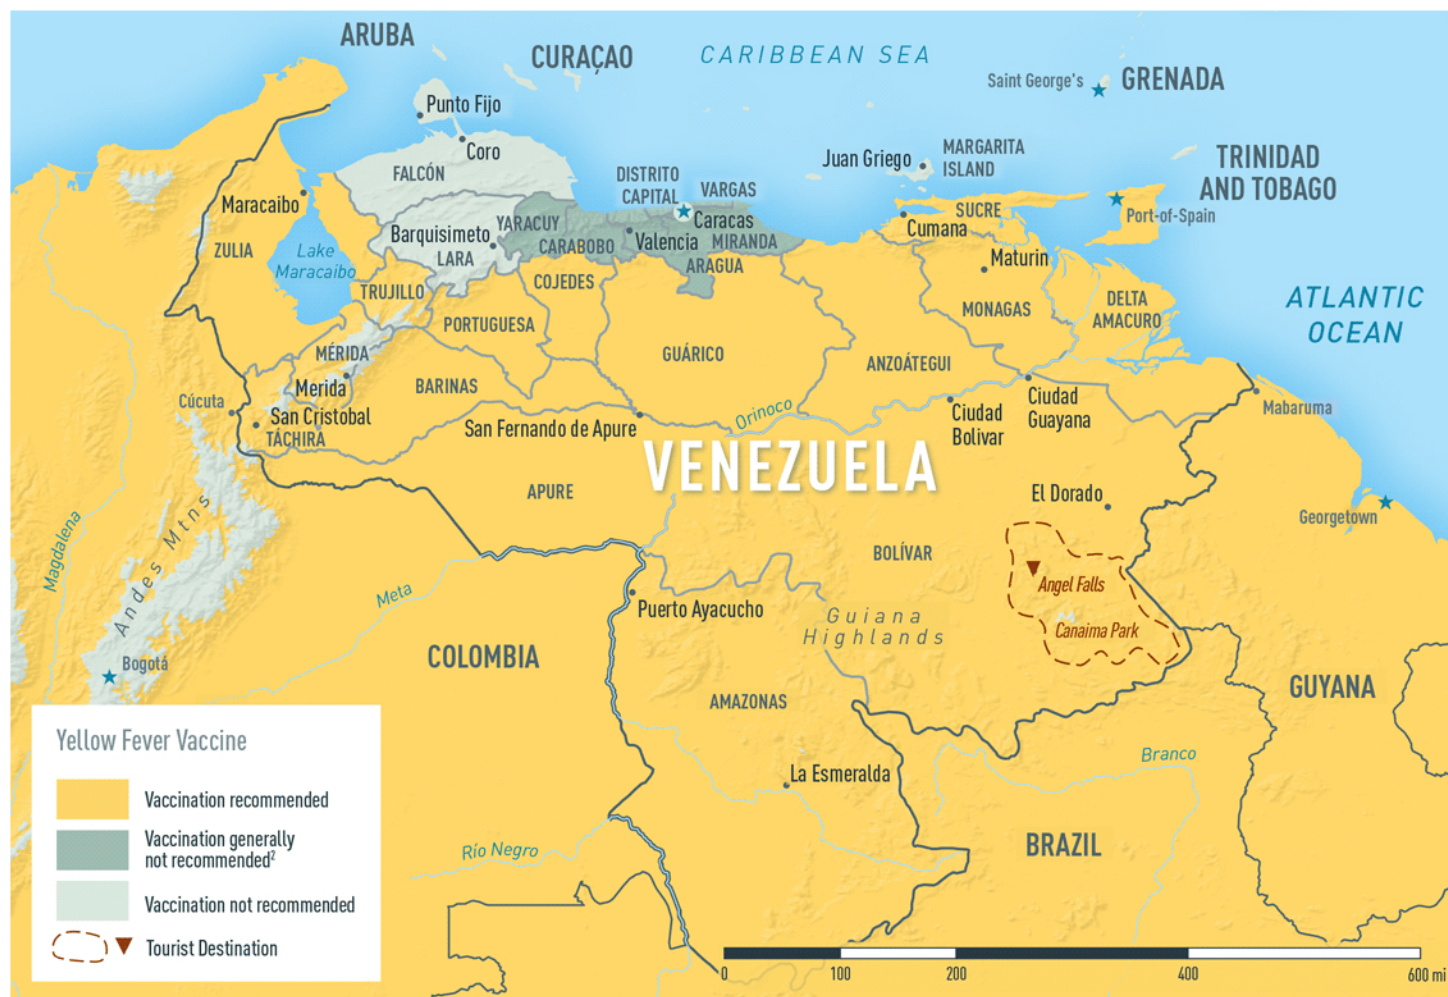 ARUBA
CURAÇAO
CARIBBEAN SEA
Saint George's
GRENADA
Punto Fijo
Coro
FALCÓN
Juan Griego
MARGARITA
ISLAND
TRINIDAD
AND TOBAGO
DISTRITO
CAPITAL
VARGAS
Maracaibo
Port-of-Spain
SUCRE
Caracas
Cumana
YARACUY
Barquisimeto
CARABOBO
Valencia
MIRANDA
ZULIA
Lake
Maracaibo
LARA
ARAGUA
Maturin
TRUJILLO
COJEDES
ATLANTIC
OCEAN
MONAGAS
DELTA
AMACURO
PORTUGUESA
MÉRIDA
GUÁRICO
ANZOÁTEGUI
Merida
BARINAS
Cúcuta
San Cristobal
TÁCHIRA
San Fernando de Apure
Orinoco
Ciudad
Bolivar
Ciudad
Guayana
Mabaruma
VENEZUELA
APURE
El Dorado
Georgetown
Magdalena
Andes Mtns
BOLÍVAR
Angel Falls
Canaima Park
Meta
Puerto Ayacucho
Guiana
Highlands
Bogotá
COLOMBIA
AMAZONAS
GUYANA
Branco
La Esmeralda
BRAZIL
Río Negro
Yellow Fever Vaccine
Vaccination recommended
Vaccination generally
not recommended²
Vaccination not recommended
Tourist Destination
0 100 200 400 600 mi